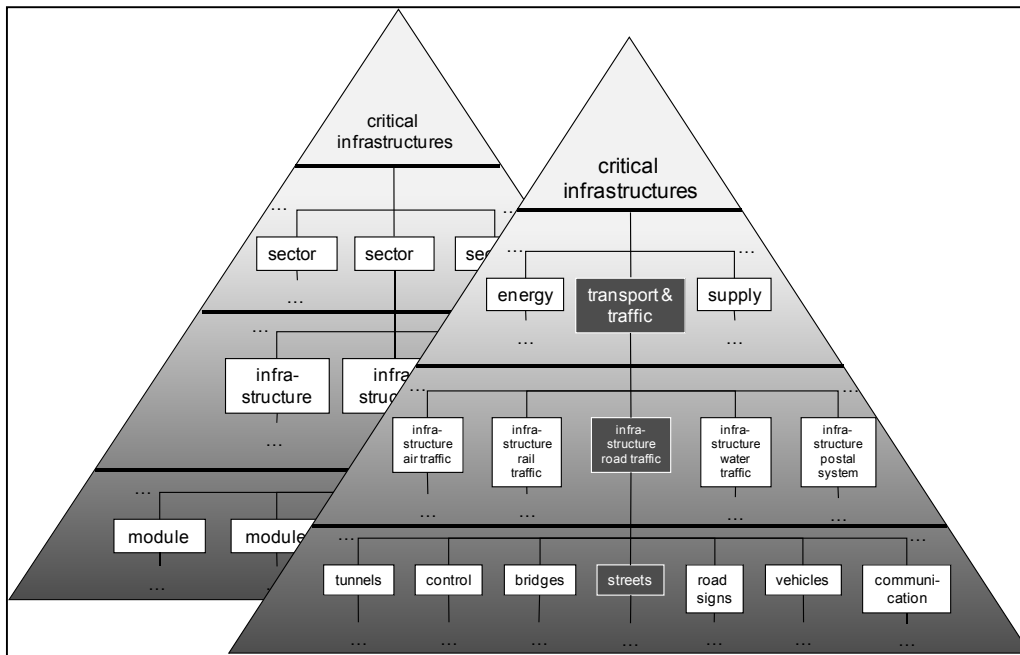 critical
infrastructures
...
...
sector
sector
...
...
infra-
structure
...
...
module
module
...
...
critical
infrastructures
...
...
energy
transport &
traffic
supply
...
...
...
...
infra-
structure
air traffic
infra-
structure
rail
traffic
infra-
structure
road traffic
infra-
structure
water
traffic
infra-
structure
postal
system
...
...
...
...
...
...
tunnels
control
bridges
streets
road
signs
vehicles
communi-
cation
...
...
...
...
...
...
...